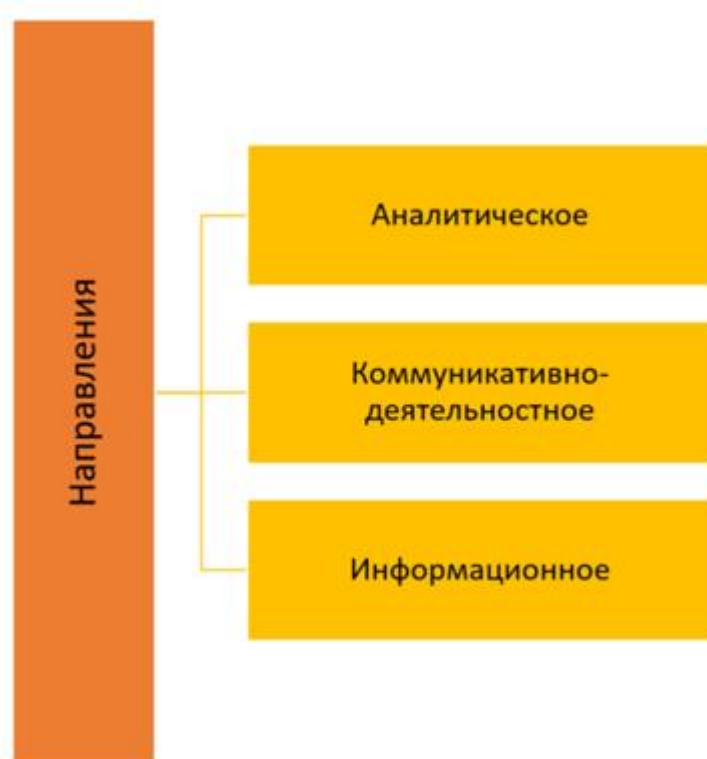 Направления
Аналитическое
Коммуникативно-
деятельностное
Информационное